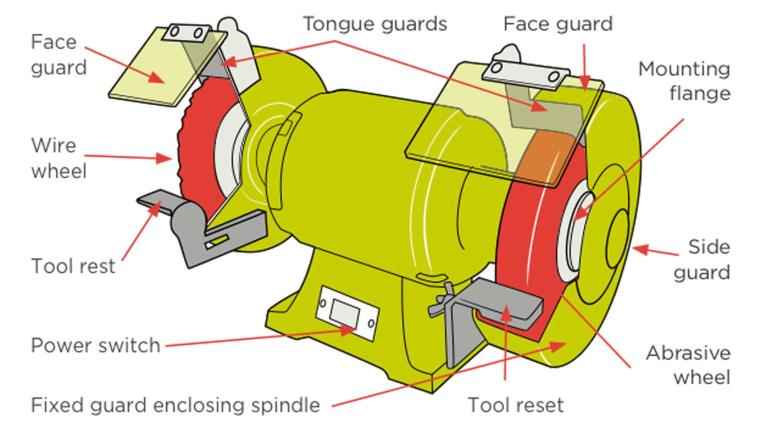 Tongue guards
Face guard
Face
guard
Mounting
flange
Wire
wheel
Side
guard
Tool rest
Power switch
Abrasive
wheel
Fixed guard enclosing spindle
Tool reset